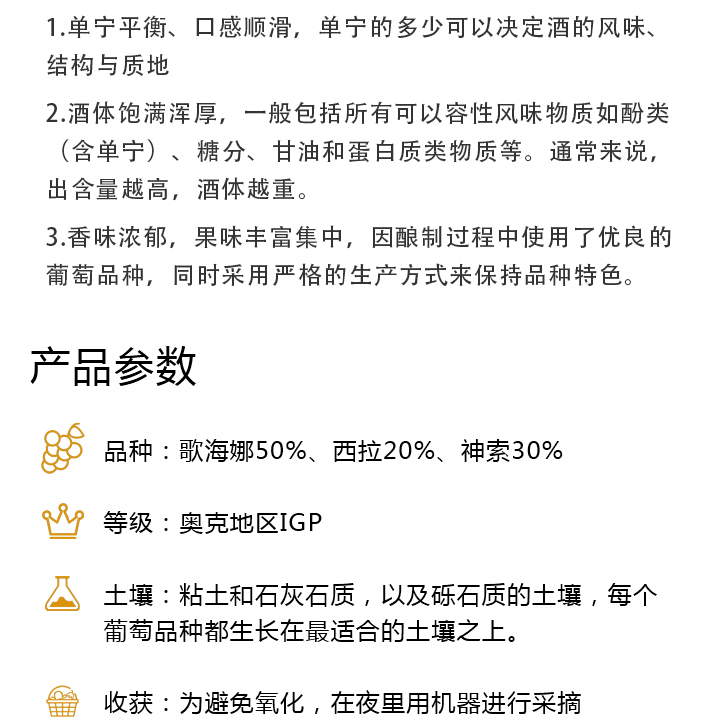 1.单宁平衡、口感顺滑，单宁的多少可以决定酒的风味、
结构与质地
2.酒体饱满浑厚，一般包括所有可以容性风味物质如酚类
（含单宁）、糖分、甘油和蛋白质类物质等。通常来说，
出含量越高，酒体越重。
3.香味浓郁，果味丰富集中，因酿制过程中使用了优良的
葡萄品种，同时采用严格的生产方式来保持品种特色。
产品参数
品种：歌海娜50%、西拉20%、神索30%
等级：奥克地区IGP
土壤：粘土和石灰石质，以及砾石质的土壤，每个
葡萄品种都生长在最适合的土壤之上。
收获：为避免氧化，在夜里用机器进行采摘